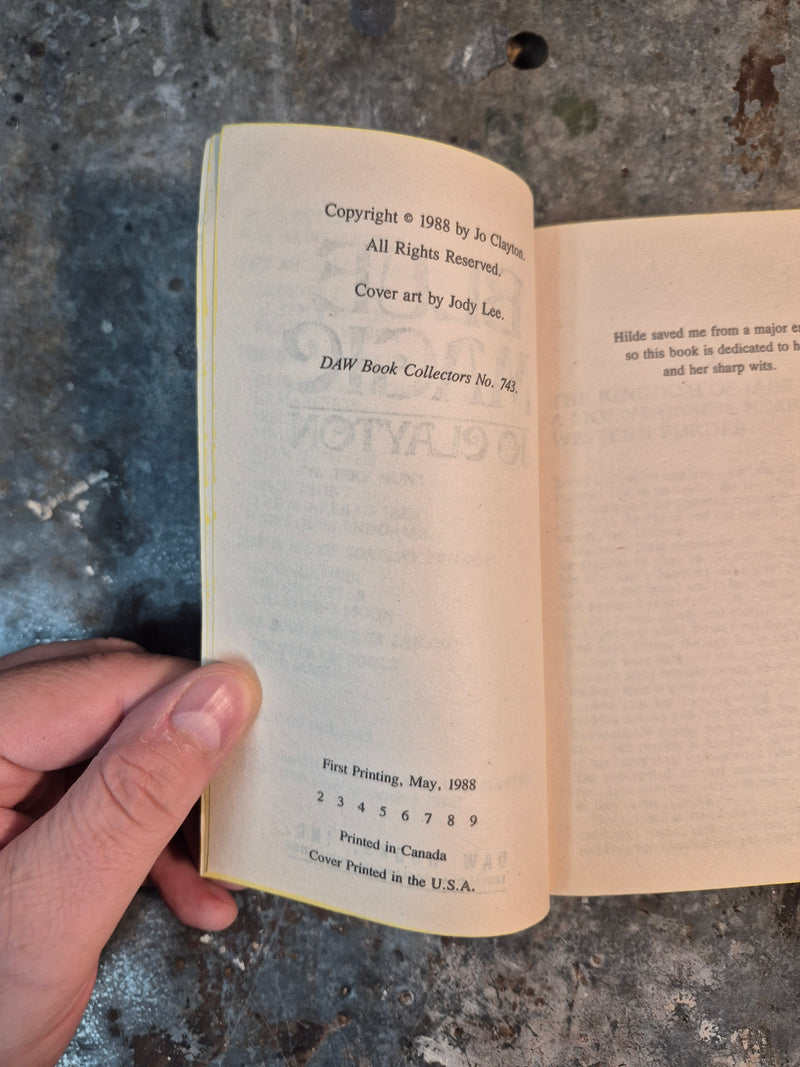 Copyright © 1988 by Jo Clayton.
All Rights Reserved.
Cover art by Jody Lee.
DAW Book Collectors No. 743.
First Printing, May, 1988
2 3 4 5 6 7 8 9
Printed in Canada
Cover Printed in the U.S.A.
Hilde saved me from a major
so this book is dedicated to
and her sharp wits.